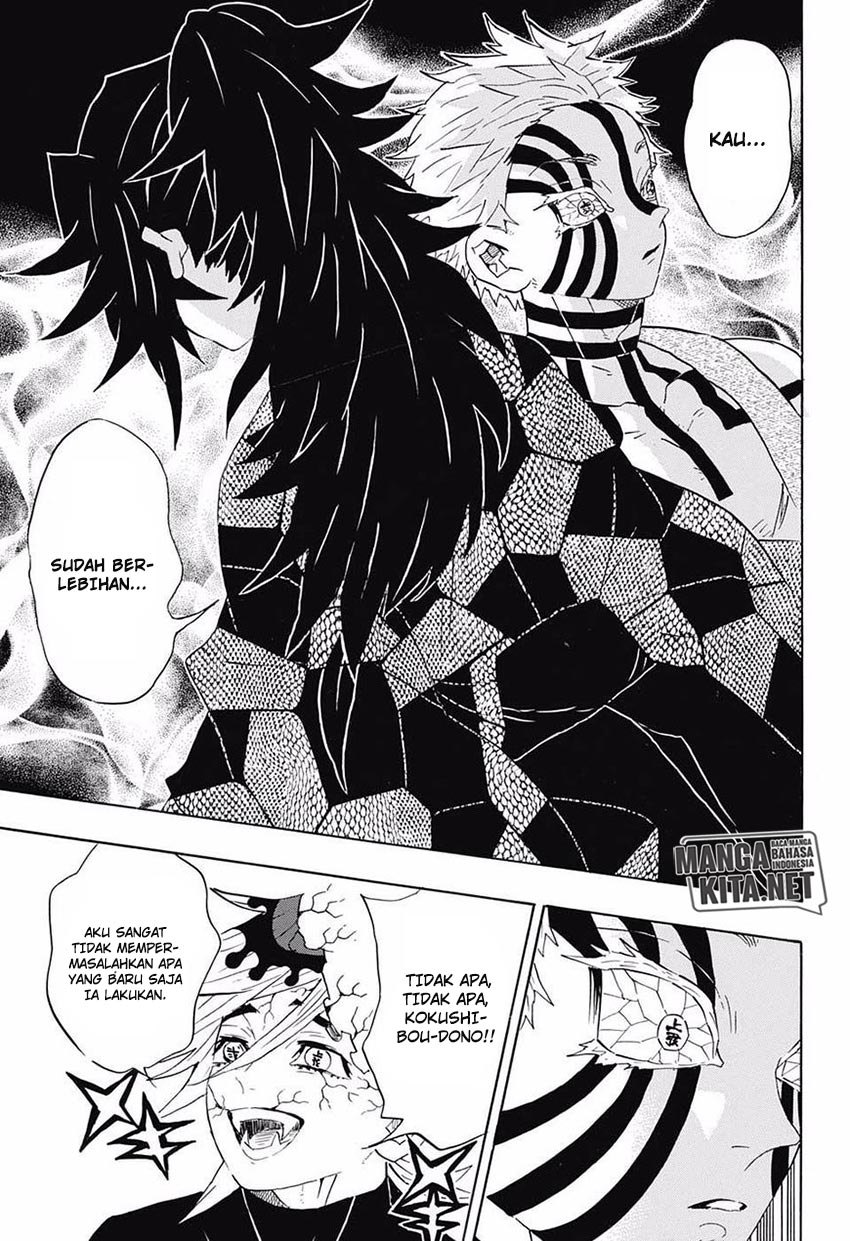 KAU...
SUDAH BER-
LEBIHAN...
MANGA
KITA.NET
BACA MANGA
BAHASA
INDONESIA
TIDAK APA,
TIDAK APA,
KOKUSHI-
BOU-DONO!!
AKU SANGAT
TIDAK MEMPER-
MASALAHKAN APA
YANG BARU SAJA
IA LAKUKAN.